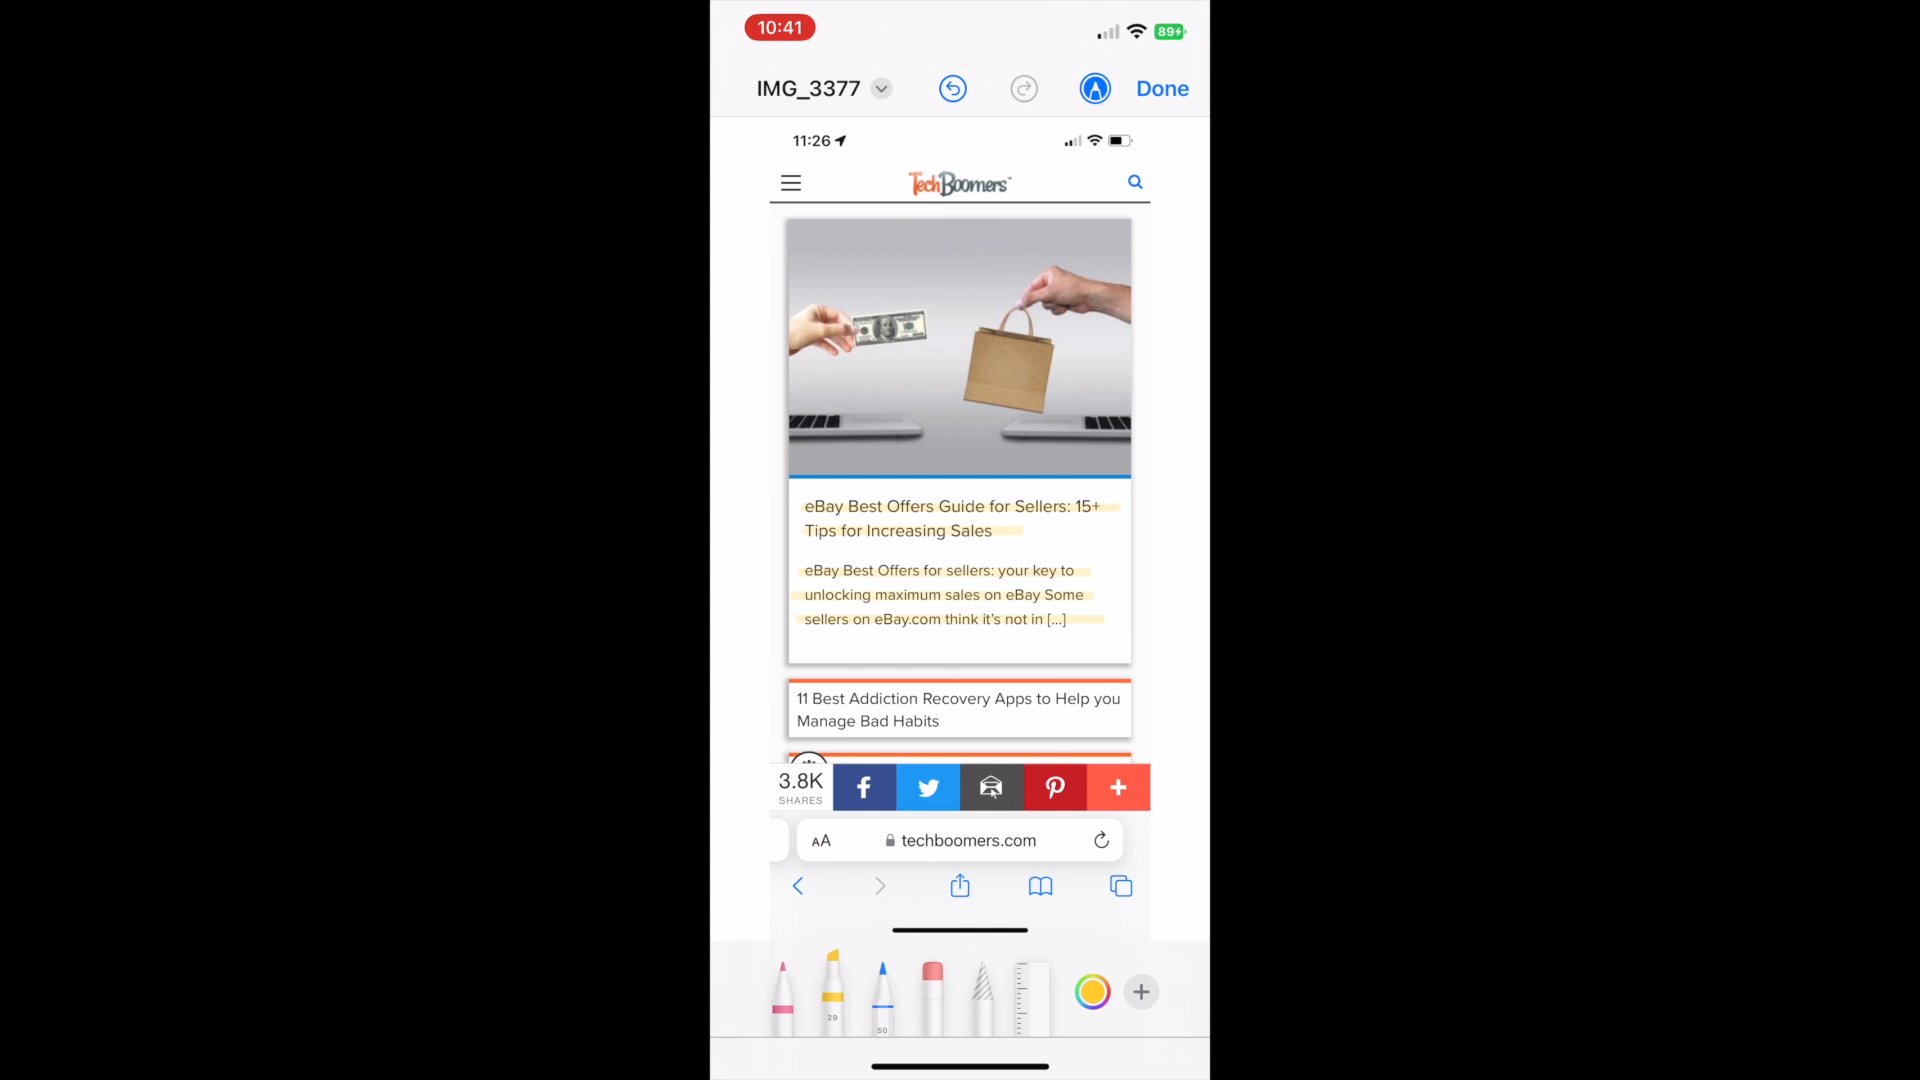 10:41
89
IMG_3377
Done
11:26
TechBoomers™
eBay Best Offers Guide for Sellers: 15+
Tips for Increasing Sales
eBay Best Offers for sellers: your key to
unlocking maximum sales on eBay Some
sellers on eBay.com think it's not in [...]
11 Best Addiction Recovery Apps to Help you
Manage Bad Habits
3.8K
SHARES
AA
techboomers.com
29
50